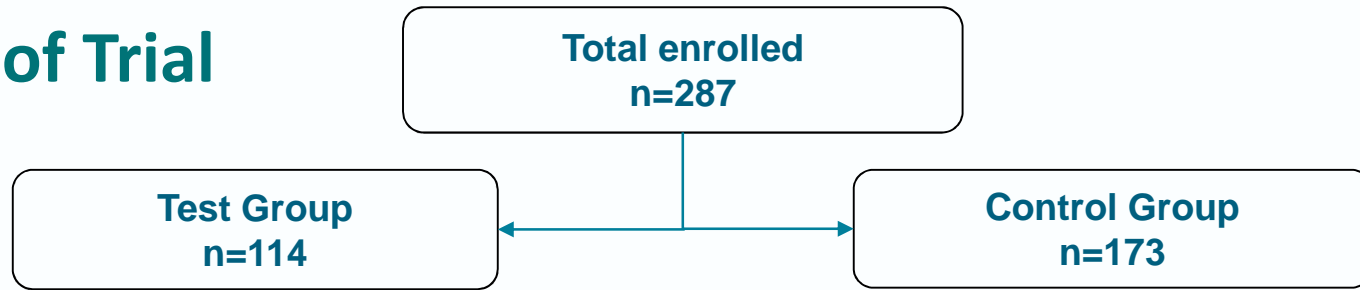 of Trial
Total enrolled
n=287
Test Group
n=114
Control Group
n=173